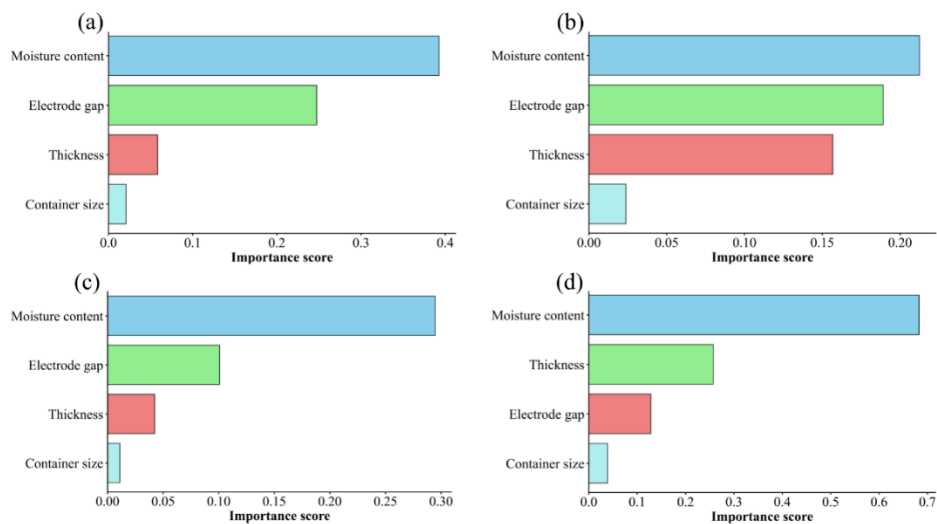 (a)
Moisture content
Electrode gap
Thickness
Container size
0.0 0.1 0.2 0.3 0.4
Importance score
(b)
Moisture content
Electrode gap
Thickness
Container size
0.00 0.05 0.10 0.15 0.20
Importance score
(c)
Moisture content
Electrode gap
Thickness
Container size
0.00 0.05 0.10 0.15 0.20 0.25 0.30
Importance score
(d)
Moisture content
Thickness
Electrode gap
Container size
0.0 0.1 0.2 0.3 0.4 0.5 0.6 0.7
Importance score